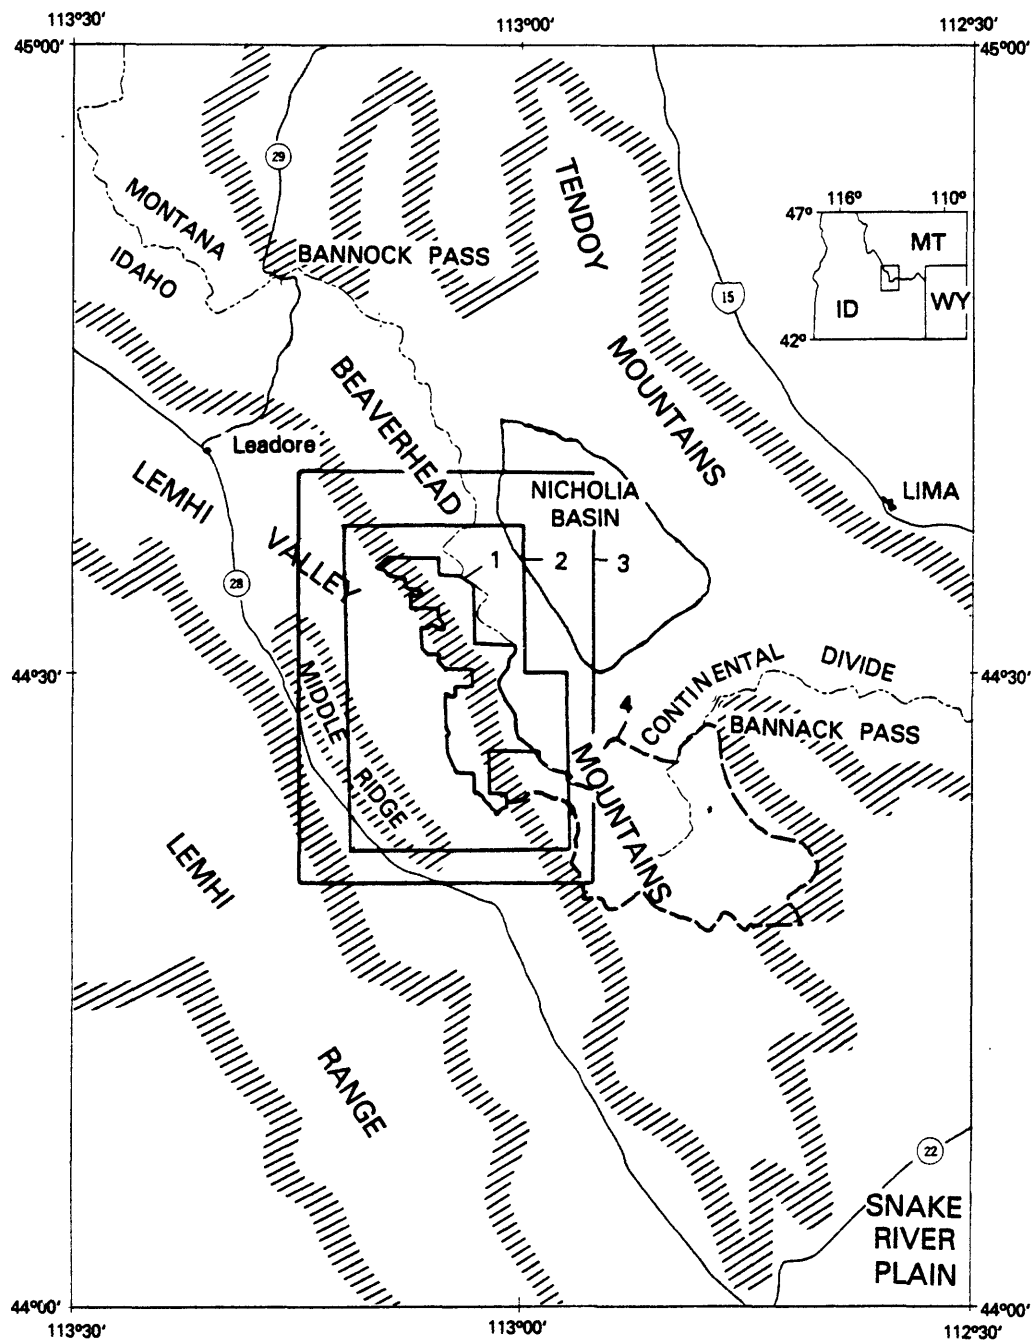 113°30'
113°00'
112°30'
45°00'
45°00'
29
MONTANA
IDAHO
BANNOCK PASS
TENDOY
MOUNTAINS
15
47°
116°
110°
MT
ID
WY
42°
BEAVERHEAD
MOUNTAINS
Leadore
LEMHI
VALLEY
NICHOLIA
BASIN
LIMA
1
2
3
28
44°30'
44°30'
MIDDLE
RIDGE
4
CONTINENTAL DIVIDE
BANNACK PASS
LEMHI
RANGE
22
SNAKE
RIVER
PLAIN
44°00'
44°00'
113°30'
113°00'
112°30'